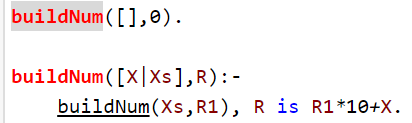 buildNum([],0).
buildNum([X|Xs],R):-
buildNum(Xs,R1), R is R1*10+X.